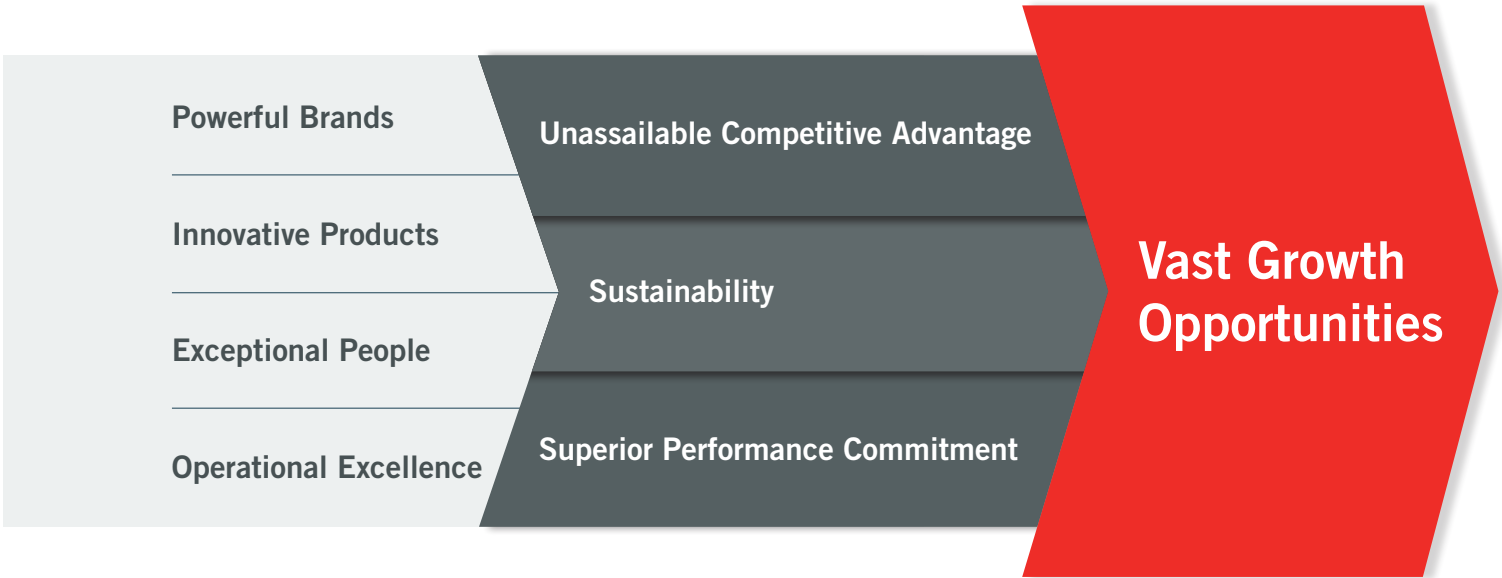 Powerful Brands
Innovative Products
Exceptional People
Operational Excellence
Unassailable Competitive Advantage
Sustainability
Superior Performance Commitment
Vast Growth
Opportunities